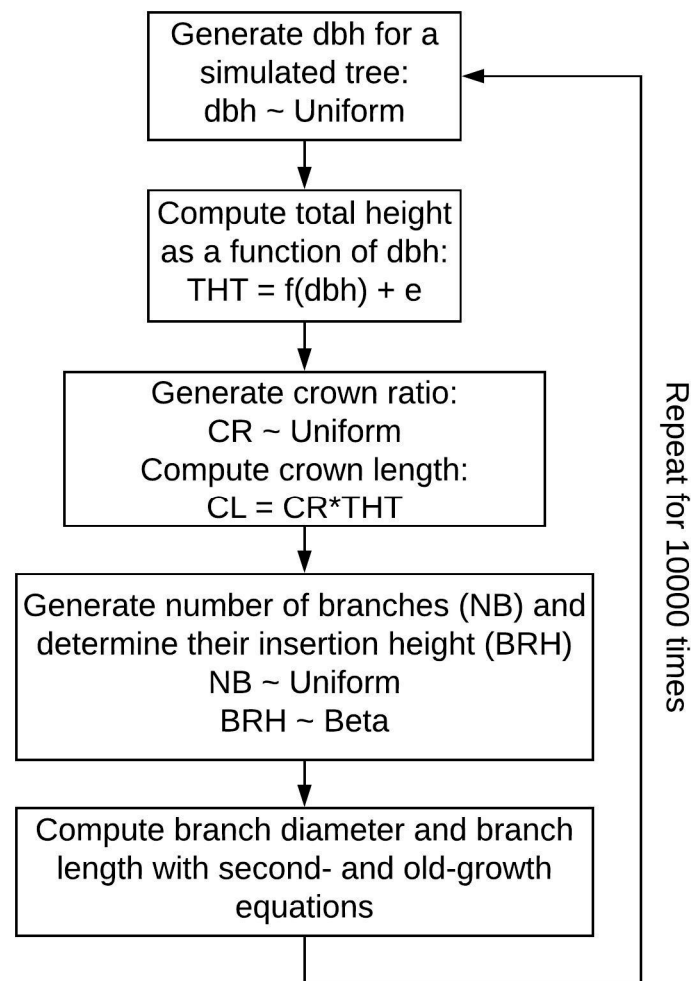 Generate dbh for a
simulated tree:
dbh ~ Uniform
Compute total height
as a function of dbh:
THT = f(dbh) + e
Generate crown ratio:
CR ~ Uniform
Compute crown length:
CL = CR*THT
Generate number of branches (NB) and
determine their insertion height (BRH)
NB ~ Uniform
BRH ~ Beta
Compute branch diameter and branch
length with second- and old-growth
equations
Repeat for 10000 times